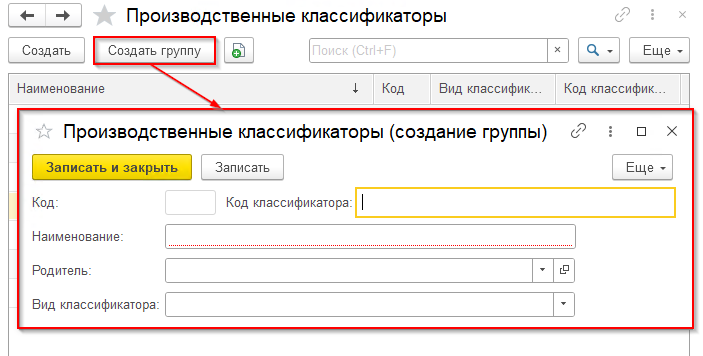 Производственные классификаторы
Создать Создать группу Поиск (Ctrl+F) × Еще
Наименование ↓ Код Вид классифик... Код классифик...
Производственные классификаторы (создание группы)
Записать и закрыть Записать Еще
Код: Код классификатора:
Наименование:
Родитель:
Вид классификатора: